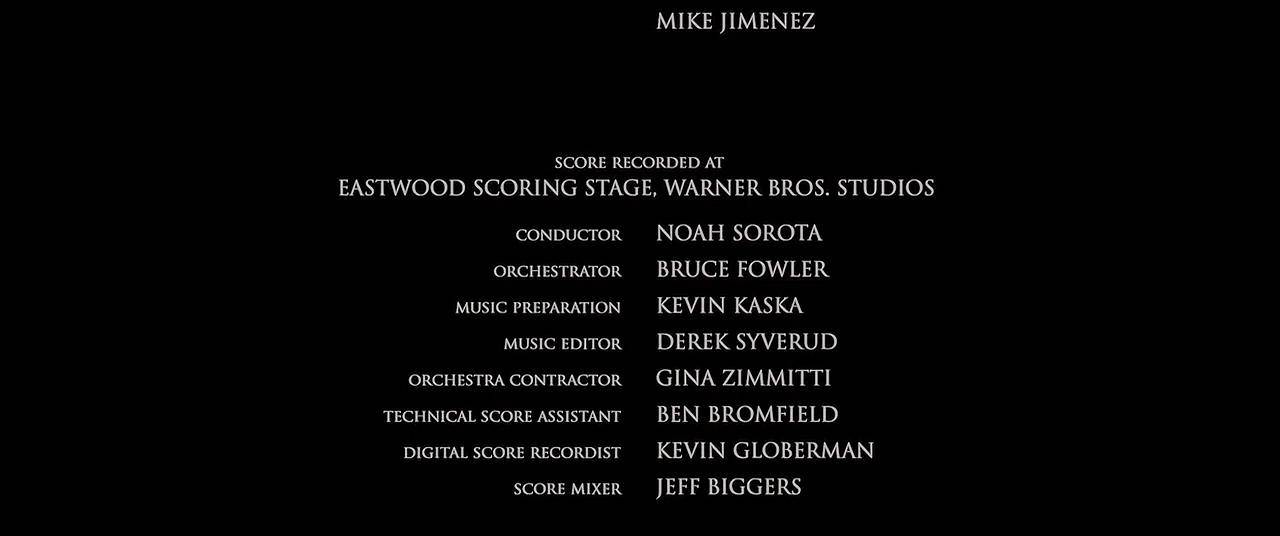 MIKE JIMENEZ
SCORE RECORDED AT
EASTWOOD SCORING STAGE, WARNER BROS. STUDIOS
CONDUCTOR NOAH SOROTA
ORCHESTRATOR BRUCE FOWLER
MUSIC PREPARATION KEVIN KASKA
MUSIC EDITOR DEREK SYVERUD
ORCHESTRA CONTRACTOR GINA ZIMMITTI
TECHNICAL SCORE ASSISTANT BEN BROMFIELD
DIGITAL SCORE RECORDIST KEVIN GLOBERMAN
SCORE MIXER JEFF BIGGERS